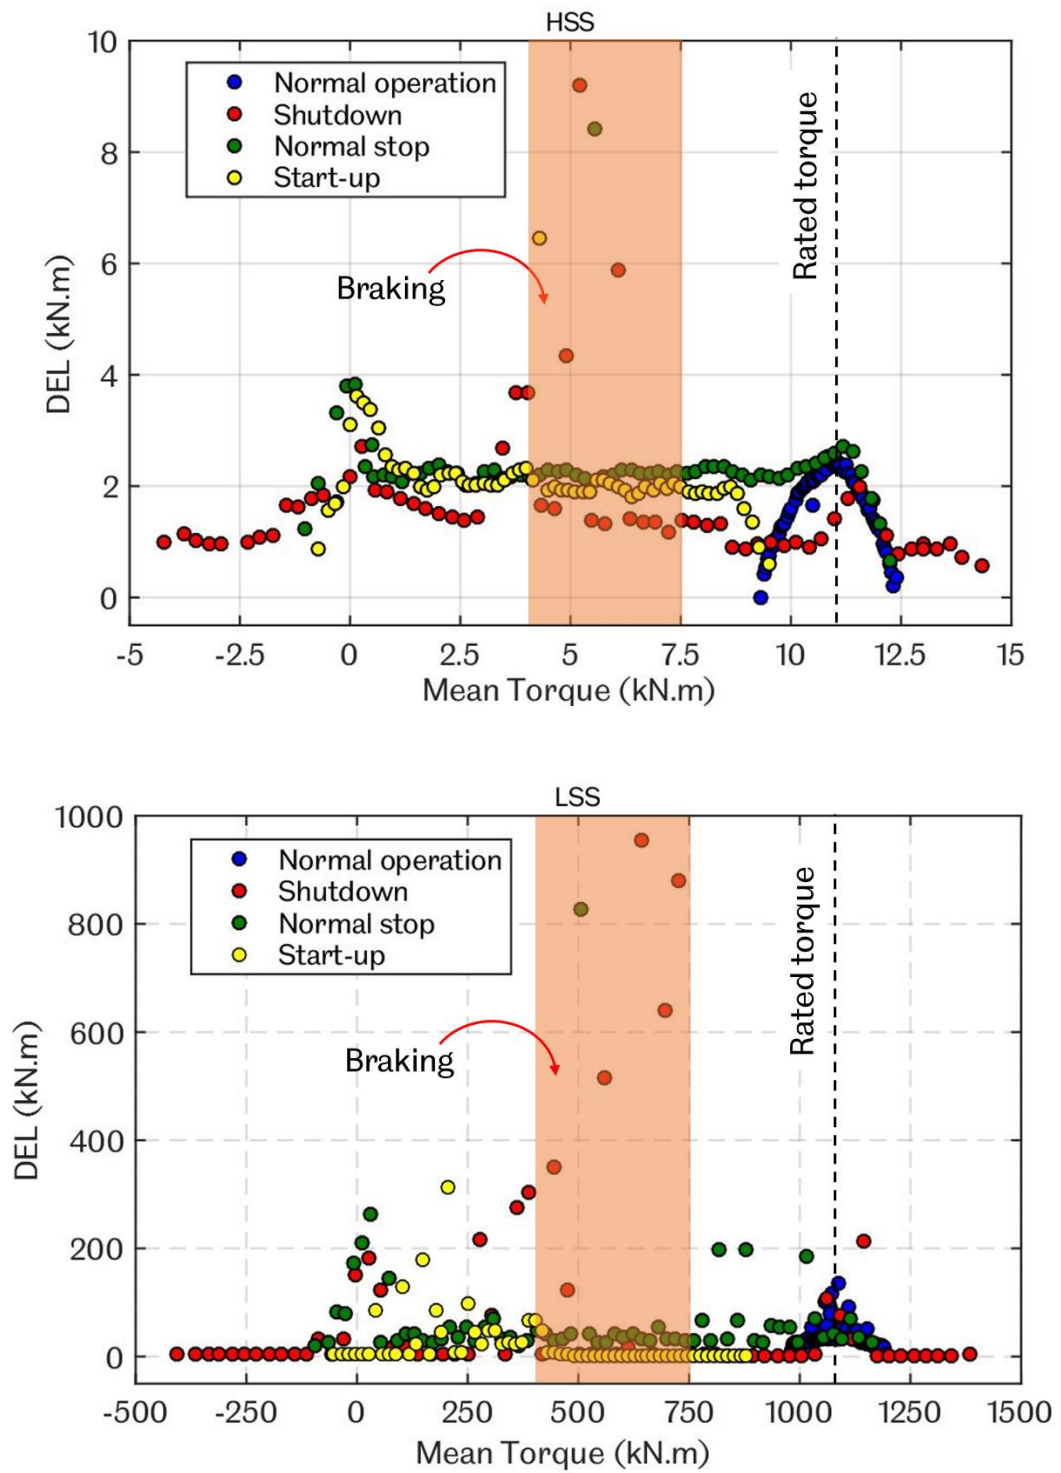 HSS
10
8
6
4
2
0
DEL (kN.m)
Normal operation
Shutdown
Normal stop
Start-up
Braking
Rated torque
-5 -2.5 0 2.5 5 7.5 10 12.5 15
Mean Torque (kN.m)
LSS
1000
800
600
400
200
0
DEL (kN.m)
Normal operation
Shutdown
Normal stop
Start-up
Braking
Rated torque
-500 -250 0 250 500 750 1000 1250 1500
Mean Torque (kN.m)